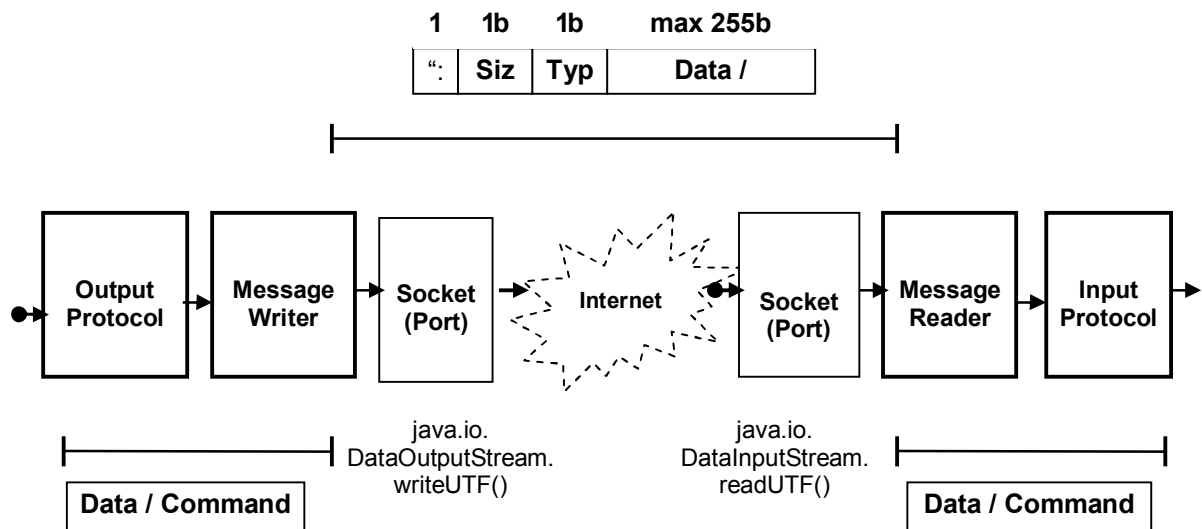 1 1b 1b max 255b
“: Siz Typ Data /
Output
Protocol
Message
Writer
Socket
(Port)
Internet
Socket
(Port)
Message
Reader
Input
Protocol
java.io.
DataOutputStream.
writeUTF()
java.io.
DataInputStream.
readUTF()
Data / Command
Data / Command